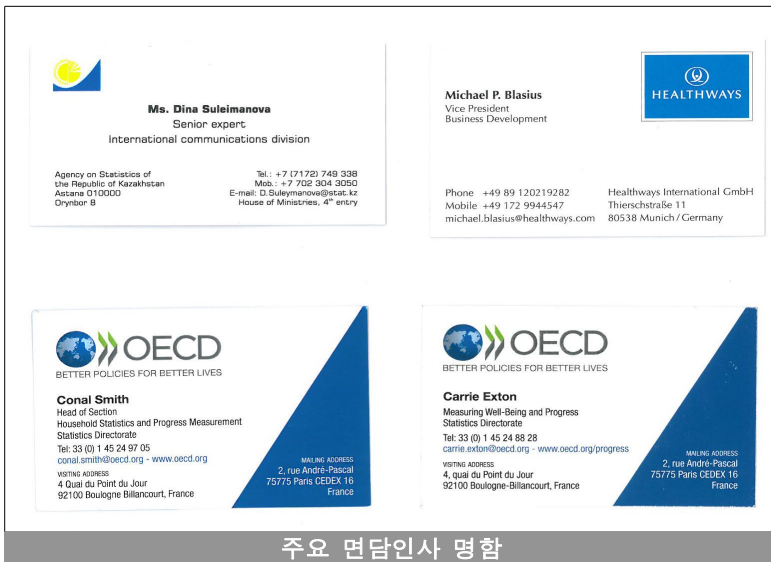 Ms. Dina Suleimanova
Senior expert
International communications division
Agency on Statistics of
the Republic of Kazakhstan
Astana 010000
Orynbor 8
Tel.: +7 (7172) 749 338
Mob.: +7 702 304 3050
E-mail: D.Suleymanova@stat.kz
House of Ministries, 4th entry
HEALTHWAYS
Michael P. Blasius
Vice President
Business Development
Phone +49 89 120219282
Mobile +49 172 9944547
michael.blasius@healthways.com
Healthways International GmbH
Thierschstraße 11
80538 Munich / Germany
OECD
BETTER POLICIES FOR BETTER LIVES
Conal Smith
Head of Section
Household Statistics and Progress Measurement
Statistics Directorate
Tel: 33 (0) 1 45 24 97 05
conal.smith@oecd.org - www.oecd.org
VISITING ADDRESS
4 Quai du Point du Jour
92100 Boulogne Billancourt, France
MAILING ADDRESS
2, rue André-Pascal
75775 Paris CEDEX 16
France
OECD
BETTER POLICIES FOR BETTER LIVES
Carrie Exton
Measuring Well-Being and Progress
Statistics Directorate
Tel: 33 (0) 1 45 24 88 28
carrie.exton@oecd.org - www.oecd.org/progress
VISITING ADDRESS
4, quai du Point du Jour
92100 Boulogne-Billancourt, France
MAILING ADDRESS
2, rue André-Pascal
75775 Paris CEDEX 16
France
주요 면담인사 명함